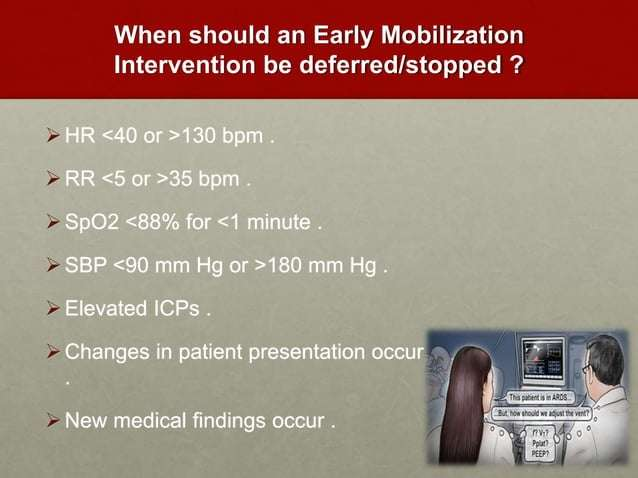 When should an Early Mobilization
Intervention be deferred/stopped ?
HR <40 or >130 bpm .
RR <5 or >35 bpm .
SpO2 <88% for <1 minute .
SBP <90 mm Hg or >180 mm Hg .
Elevated ICPs .
Changes in patient presentation occur
.
New medical findings occur .
This patient is in ARDS...
...But, how should we adjust the vent?
f? VT?
Pplat?
PEEP?